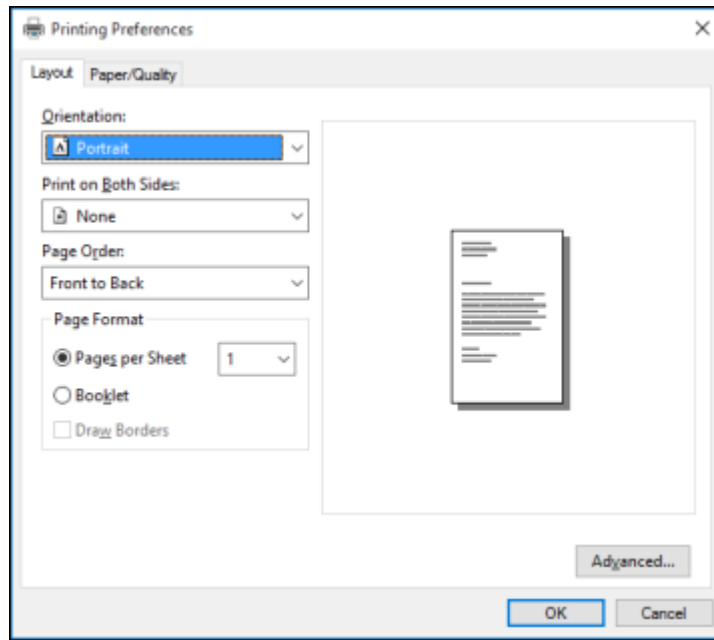 Printing Preferences
Layout Paper/Quality
Orientation:
Portrait
Print on Both Sides:
None
Page Order:
Front to Back
Page Format
Pages per Sheet 1
Booklet
Draw Borders
Advanced...
OK Cancel